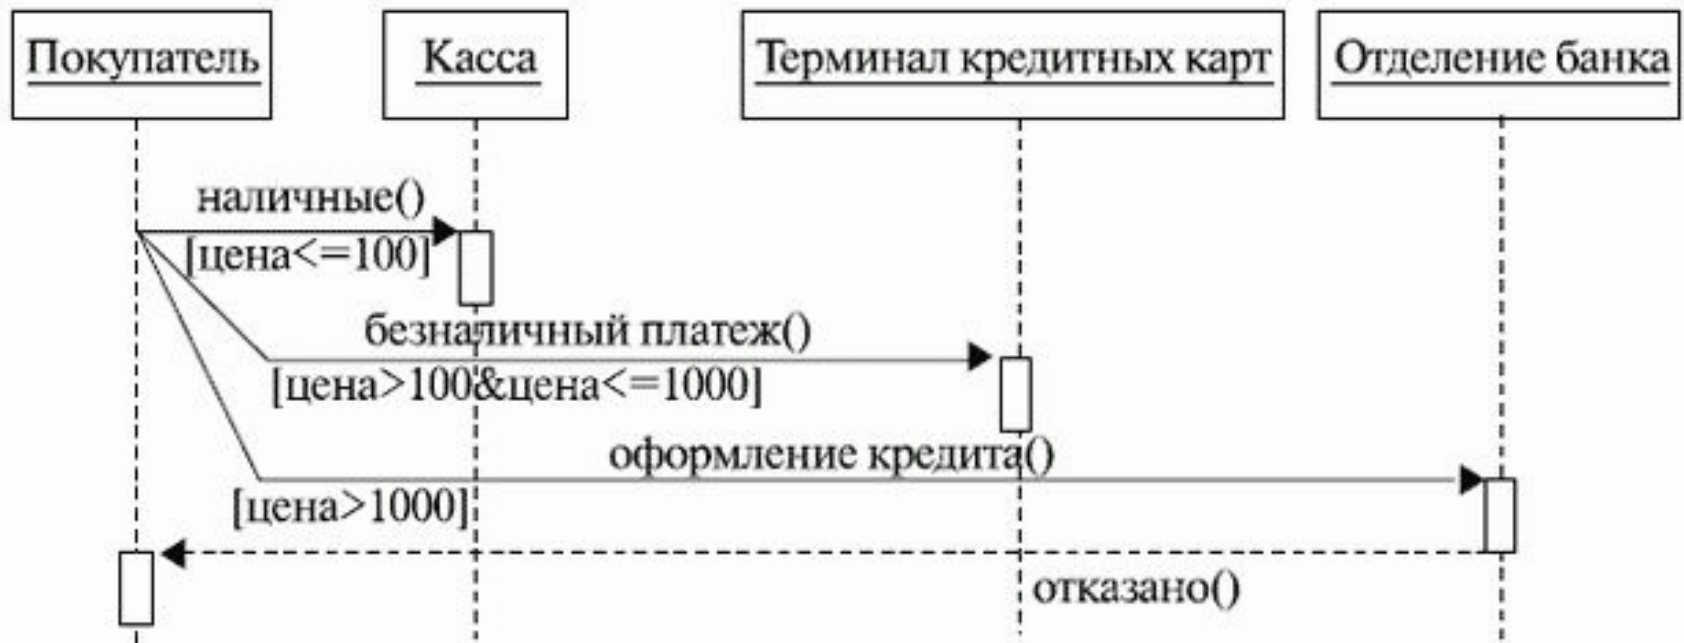 Покупатель
Касса
Терминал кредитных карт
Отделение банка
наличные()
[цена<=100]
безналичный платеж()
[цена>100&цена<=1000]
оформление кредита()
[цена>1000]
отказано()